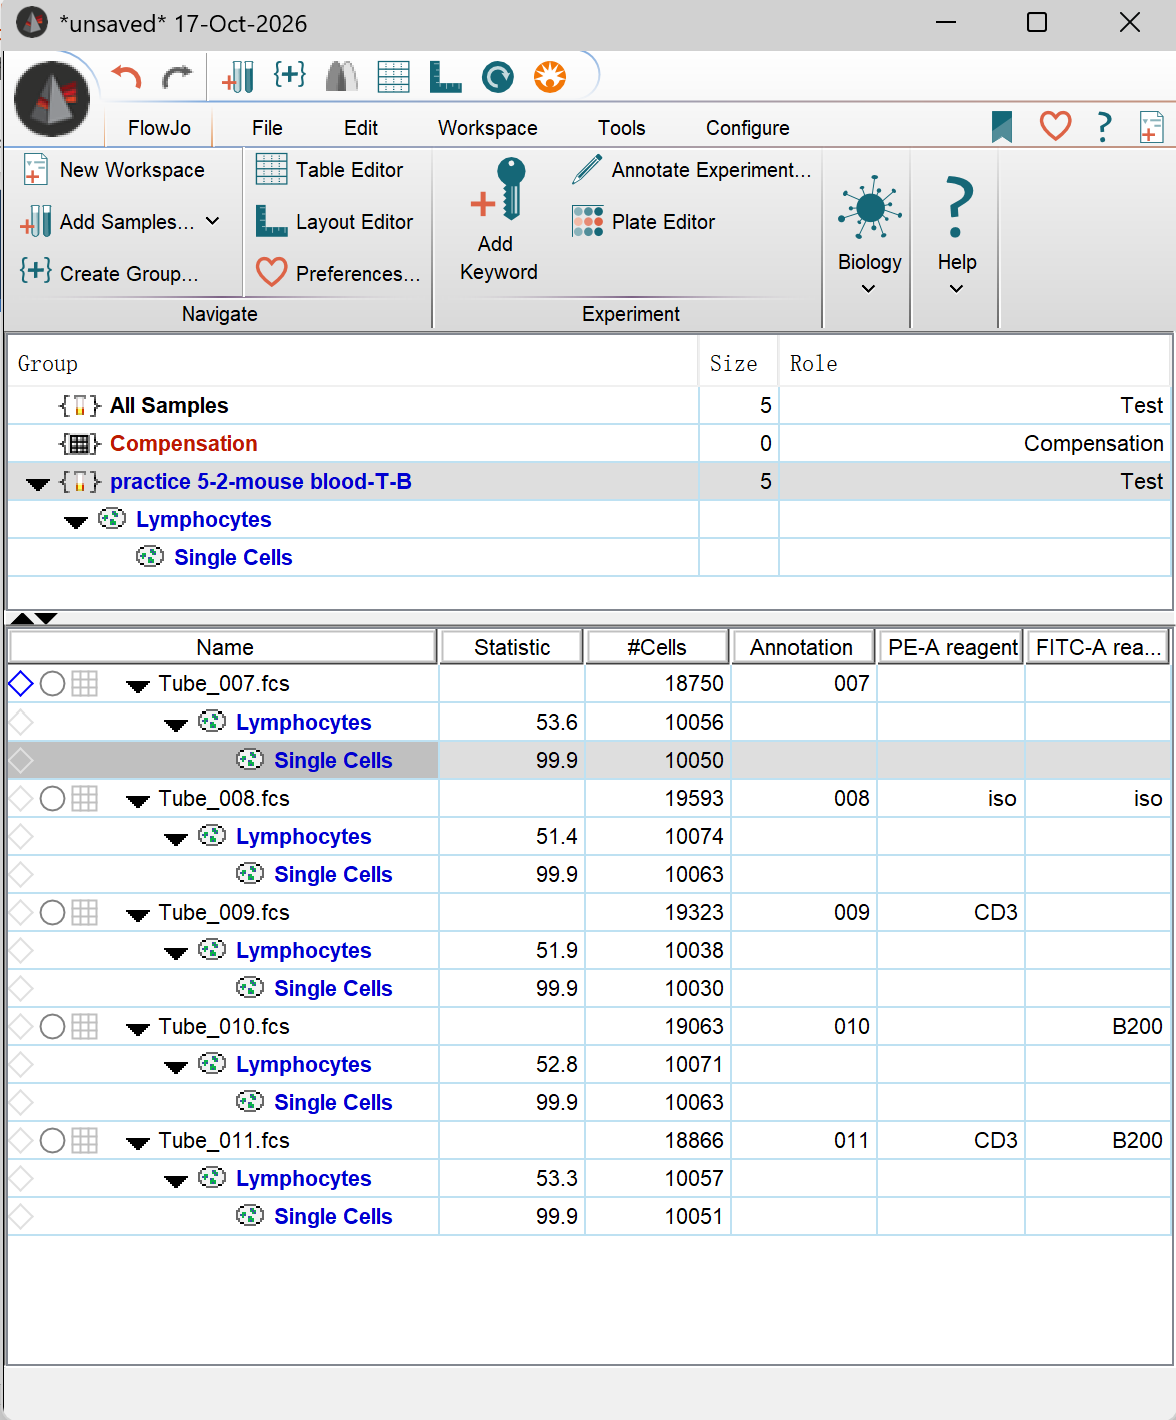 *unsaved* 17-Oct-2026
FlowJo File Edit Workspace Tools Configure
New Workspace
Add Samples...
Create Group...
Table Editor
Layout Editor
Preferences...
Navigate
Add
Keyword
Annotate Experiment...
Plate Editor
Experiment
Biology
Help
Group Size Role
All Samples 5 Test
Compensation 0 Compensation
practice 5-2-mouse blood-T-B 5 Test
Lymphocytes
Single Cells
Name Statistic #Cells Annotation PE-A reagent FITC-A rea...
Tube_007.fcs 18750 007
Lymphocytes 53.6 10056
Single Cells 99.9 10050
Tube_008.fcs 19593 008 iso iso
Lymphocytes 51.4 10074
Single Cells 99.9 10063
Tube_009.fcs 19323 009 CD3
Lymphocytes 51.9 10038
Single Cells 99.9 10030
Tube_010.fcs 19063 010 B200
Lymphocytes 52.8 10071
Single Cells 99.9 10063
Tube_011.fcs 18866 011 CD3 B200
Lymphocytes 53.3 10057
Single Cells 99.9 10051